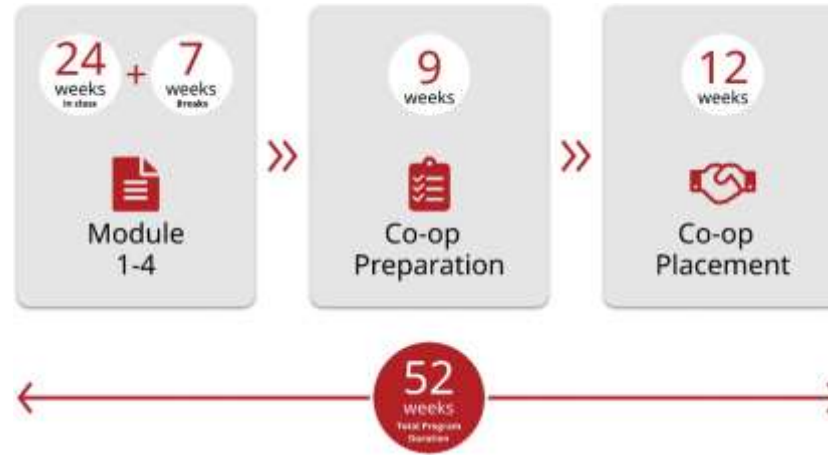 24 + 7
weeks weeks
In class Breaks
Module
1-4
9
weeks
Co-op
Preparation
12
weeks
Co-op
Placement
52
weeks
Total Program
Duration